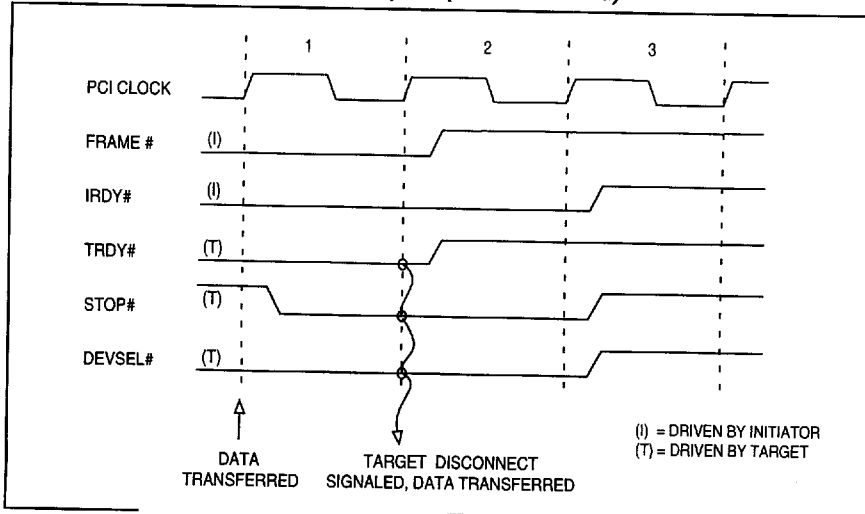 1 2 3
PCI CLOCK
FRAME # (I)
IRDY# (I)
TRDY# (T)
STOP# (T)
DEVSEL# (T)
(I) = DRIVEN BY INITIATOR
(T) = DRIVEN BY TARGET
DATA
TRANSFERRED
TARGET DISCONNECT
SIGNALED, DATA TRANSFERRED